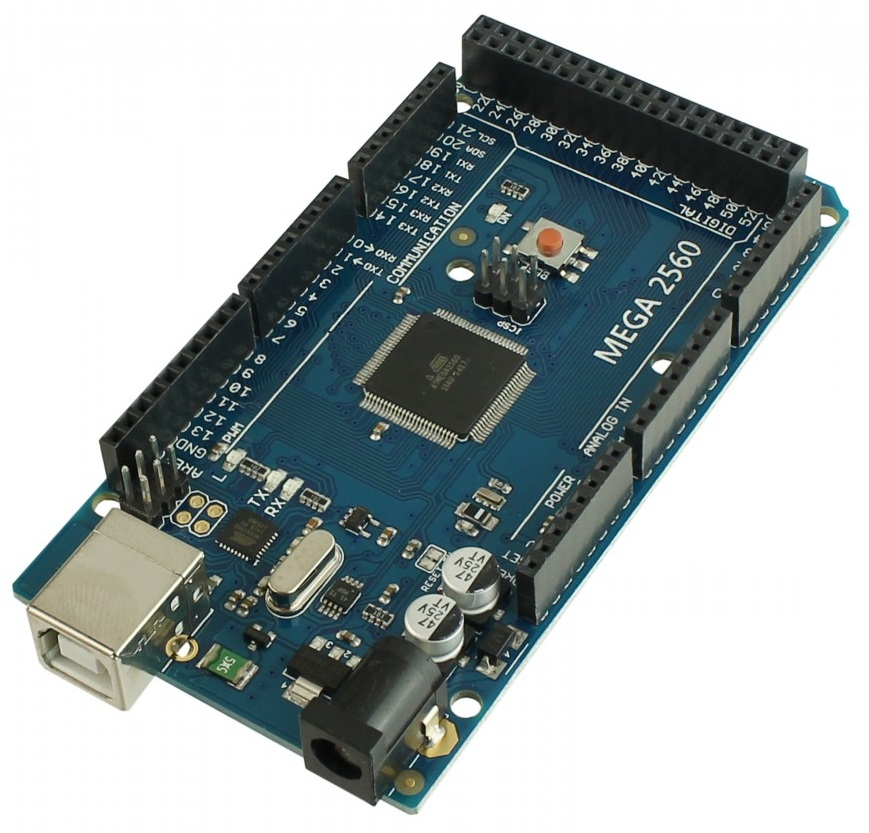 MEGA 2560
DIGITAL
22
24
26
28
30
32
34
36
38
40
42
44
46
48
50
52
COMMUNICATION
SCL 21
SDA 20
RX1 19
TX1 18
RX2 17
TX2 16
RX3 15
TX3 14
RX0←0
TX0→1
2
3
4
5
6
7
8
9
10
11
12
13
GND
PWM
L
TX
RX
ON
ICSP
ANALOG IN
POWER
47
25V
VT
47
25V
VT